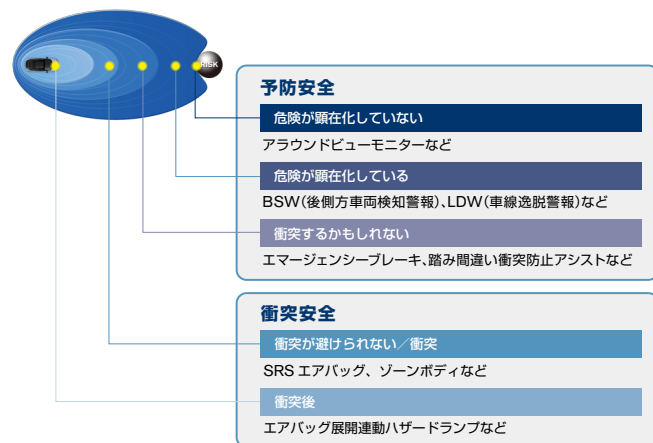 RISK
予防安全
危険が顕在化していない
アラウンドビューモニターなど
危険が顕在化している
BSW(後側方車両検知警報)、LDW(車線逸脱警報)など
衝突するかもしれない
エマージェンシーブレーキ、踏み間違い衝突防止アシストなど
衝突安全
衝突が避けられない／衝突
SRS エアバッグ、ゾーンボディなど
衝突後
エアバッグ展開連動ハザードランプなど